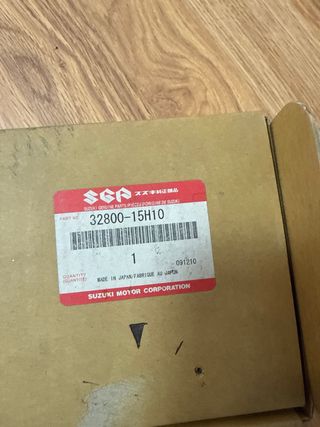 SGP スズキ純正部品
SUZUKI GENUINE PARTS/PIECES D'ORIGINE DE SUZUKI
PART NO. 32800-15H10
1
091210
QUANTITY
(QUANTITE)
MADE IN JAPAN/FABRIQUE AU JAPON
SUZUKI MOTOR CORPORATION